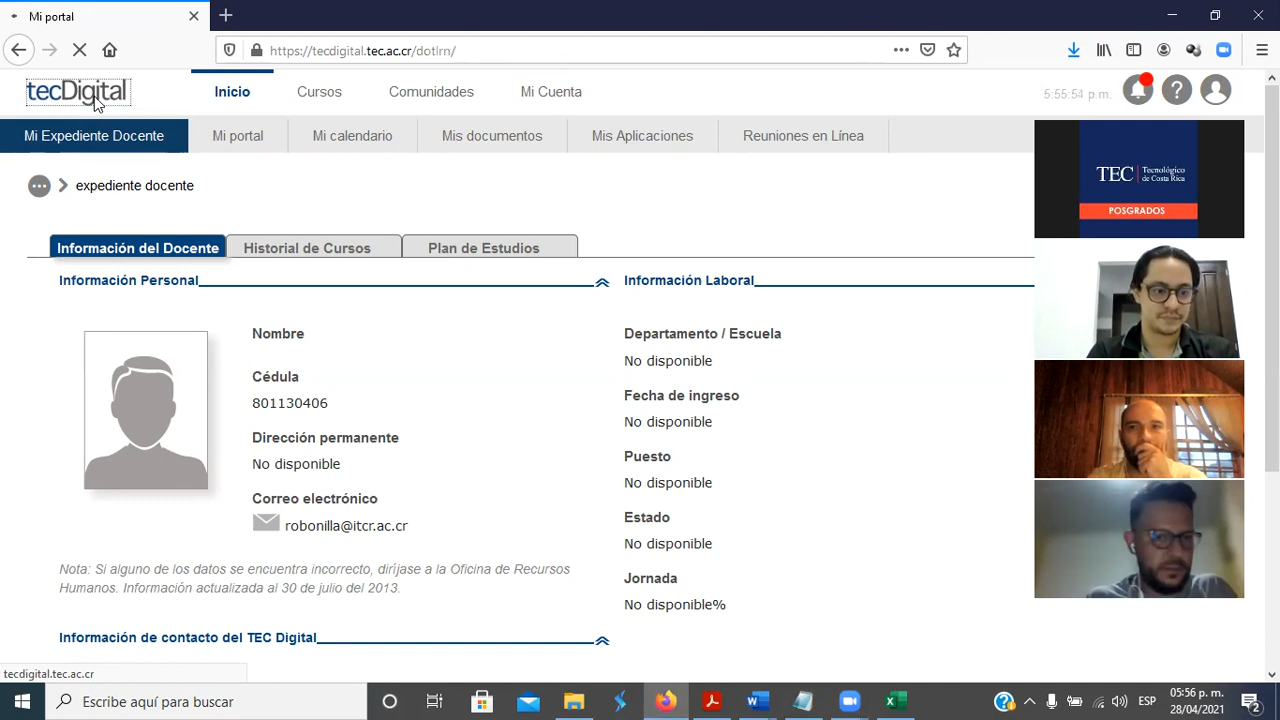 Mi portal
https://tecdigital.tec.ac.cr/dotlrn/
tecDigital
Inicio
Cursos
Comunidades
Mi Cuenta
5:55:54 p. m.
Mi Expediente Docente
Mi portal
Mi calendario
Mis documentos
Mis Aplicaciones
Reuniones en Línea
expediente docente
TEC Tecnológico
de Costa Rica
POSGRADOS
Información del Docente
Historial de Cursos
Plan de Estudios
Información Personal
Información Laboral
Nombre
Cédula
801130406
Dirección permanente
No disponible
Correo electrónico
robonilla@itcr.ac.cr
Departamento / Escuela
No disponible
Fecha de ingreso
No disponible
Puesto
No disponible
Estado
No disponible
Jornada
No disponible%
Nota: Si alguno de los datos se encuentra incorrecto, diríjase a la Oficina de Recursos
Humanos. Información actualizada al 30 de julio del 2013.
Información de contacto del TEC Digital
tecdigital.tec.ac.cr
Escribe aquí para buscar
ESP
05:56 p. m.
28/04/2021
2